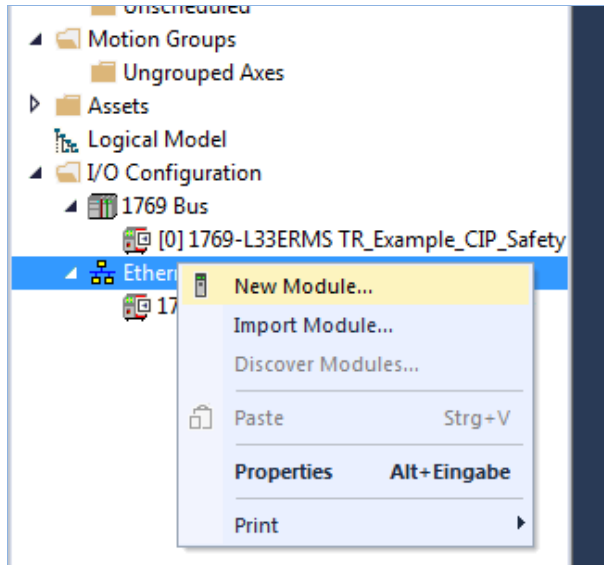 Unscheduled
Motion Groups
Ungrouped Axes
Assets
Logical Model
I/O Configuration
1769 Bus
[0] 1769-L33ERMS TR_Example_CIP_Safety
Ethern
17
New Module...
Import Module...
Discover Modules...
Paste Strg+V
Properties Alt+Eingabe
Print